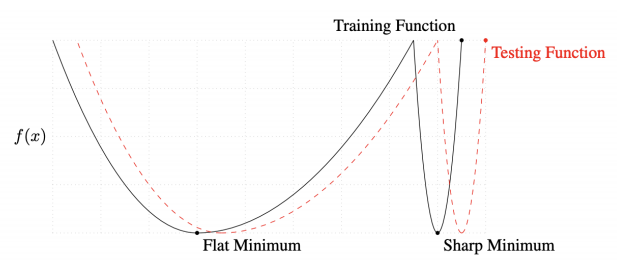 Training Function
Testing Function
f(x)
Flat Minimum
Sharp Minimum